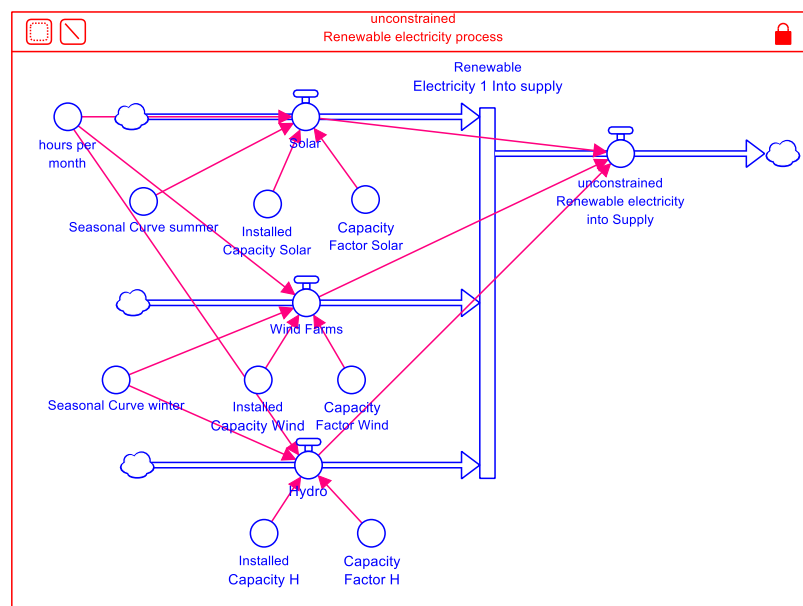 unconstrained
Renewable electricity process
Renewable
Electricity 1 Into supply
hours per
month
Solar
Seasonal Curve summer
Installed
Capacity Solar
Capacity
Factor Solar
unconstrained
Renewable electricity
into Supply
Wind Farms
Seasonal Curve winter
Installed
Capacity Wind
Capacity
Factor Wind
Hydro
Installed
Capacity H
Capacity
Factor H